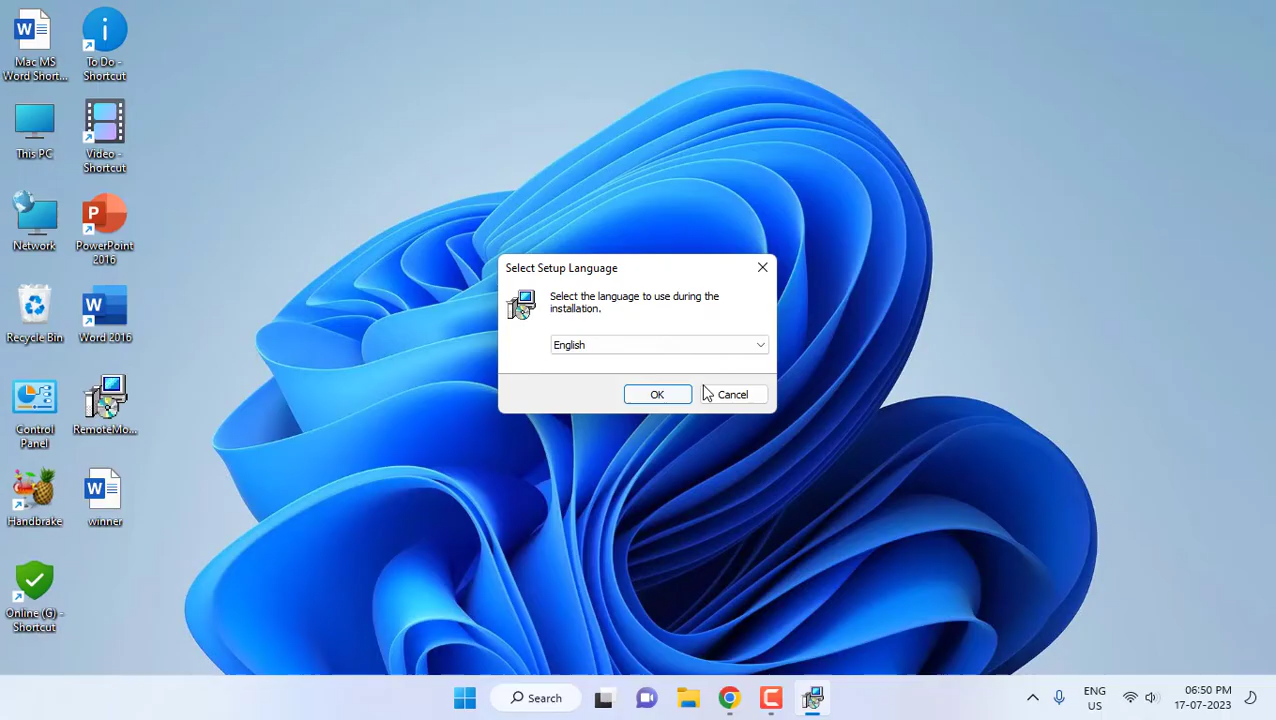 Mac MS
Word Short...
To Do -
Shortcut
This PC
Video -
Shortcut
Network
PowerPoint
2016
Recycle Bin
Word 2016
Control
Panel
RemoteMo...
Handbrake
winner
Online (G) -
Shortcut
Select Setup Language
Select the language to use during the
installation.
English
OK
Cancel
Search
ENG
US
06:50 PM
17-07-2023